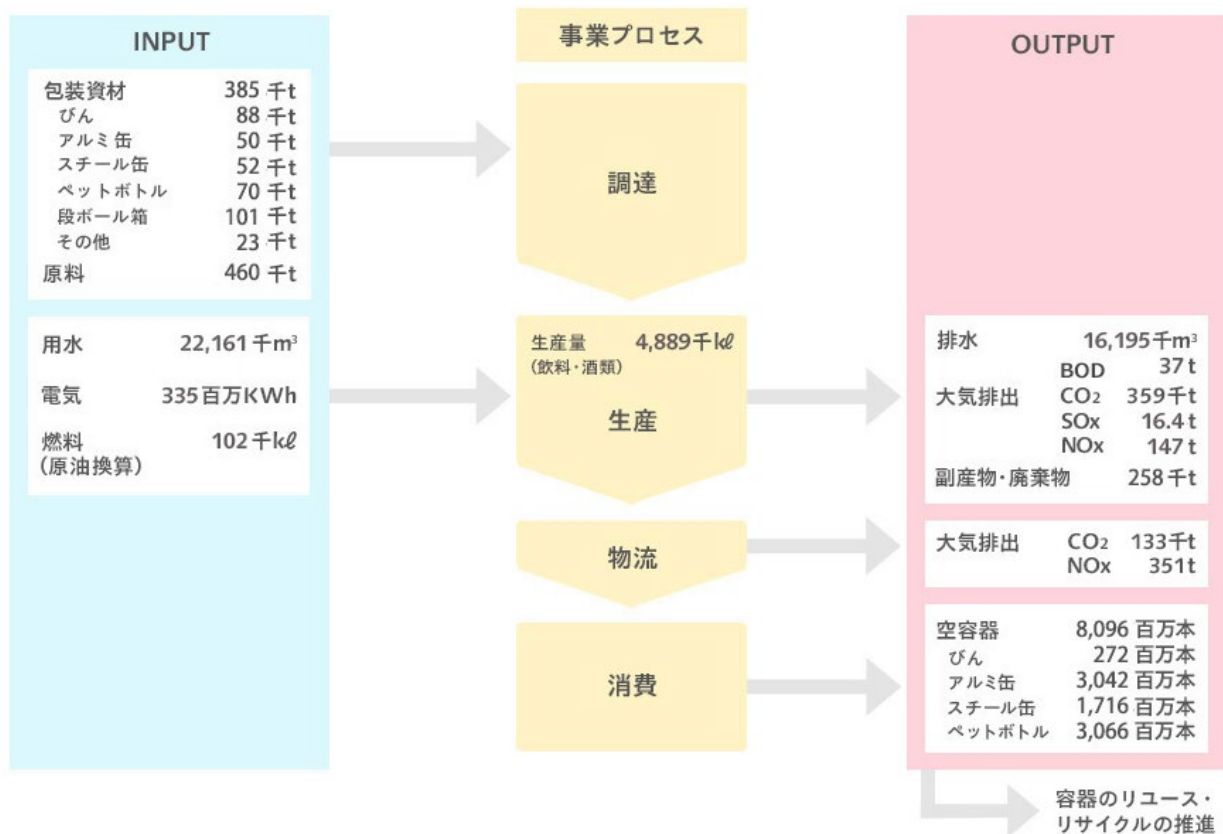 INPUT
包装資材 385 千t
びん 88 千t
アルミ缶 50 千t
スチール缶 52 千t
ペットボトル 70 千t
段ボール箱 101 千t
その他 23 千t
原料 460 千t
用水 22,161 千m³
電気 335百万KWh
燃料 102 千kℓ
(原油換算)
事業プロセス
調達
生産量 4,889千kℓ
(飲料・酒類)
生産
物流
消費
OUTPUT
排水 16,195千m³
BOD 37 t
大気排出 CO₂ 359千t
SOx 16.4 t
NOx 147 t
副産物・廃棄物 258 千t
大気排出 CO₂ 133千t
NOx 351t
空容器 8,096 百万本
びん 272 百万本
アルミ缶 3,042 百万本
スチール缶 1,716 百万本
ペットボトル 3,066 百万本
容器のリユース・
リサイクルの推進